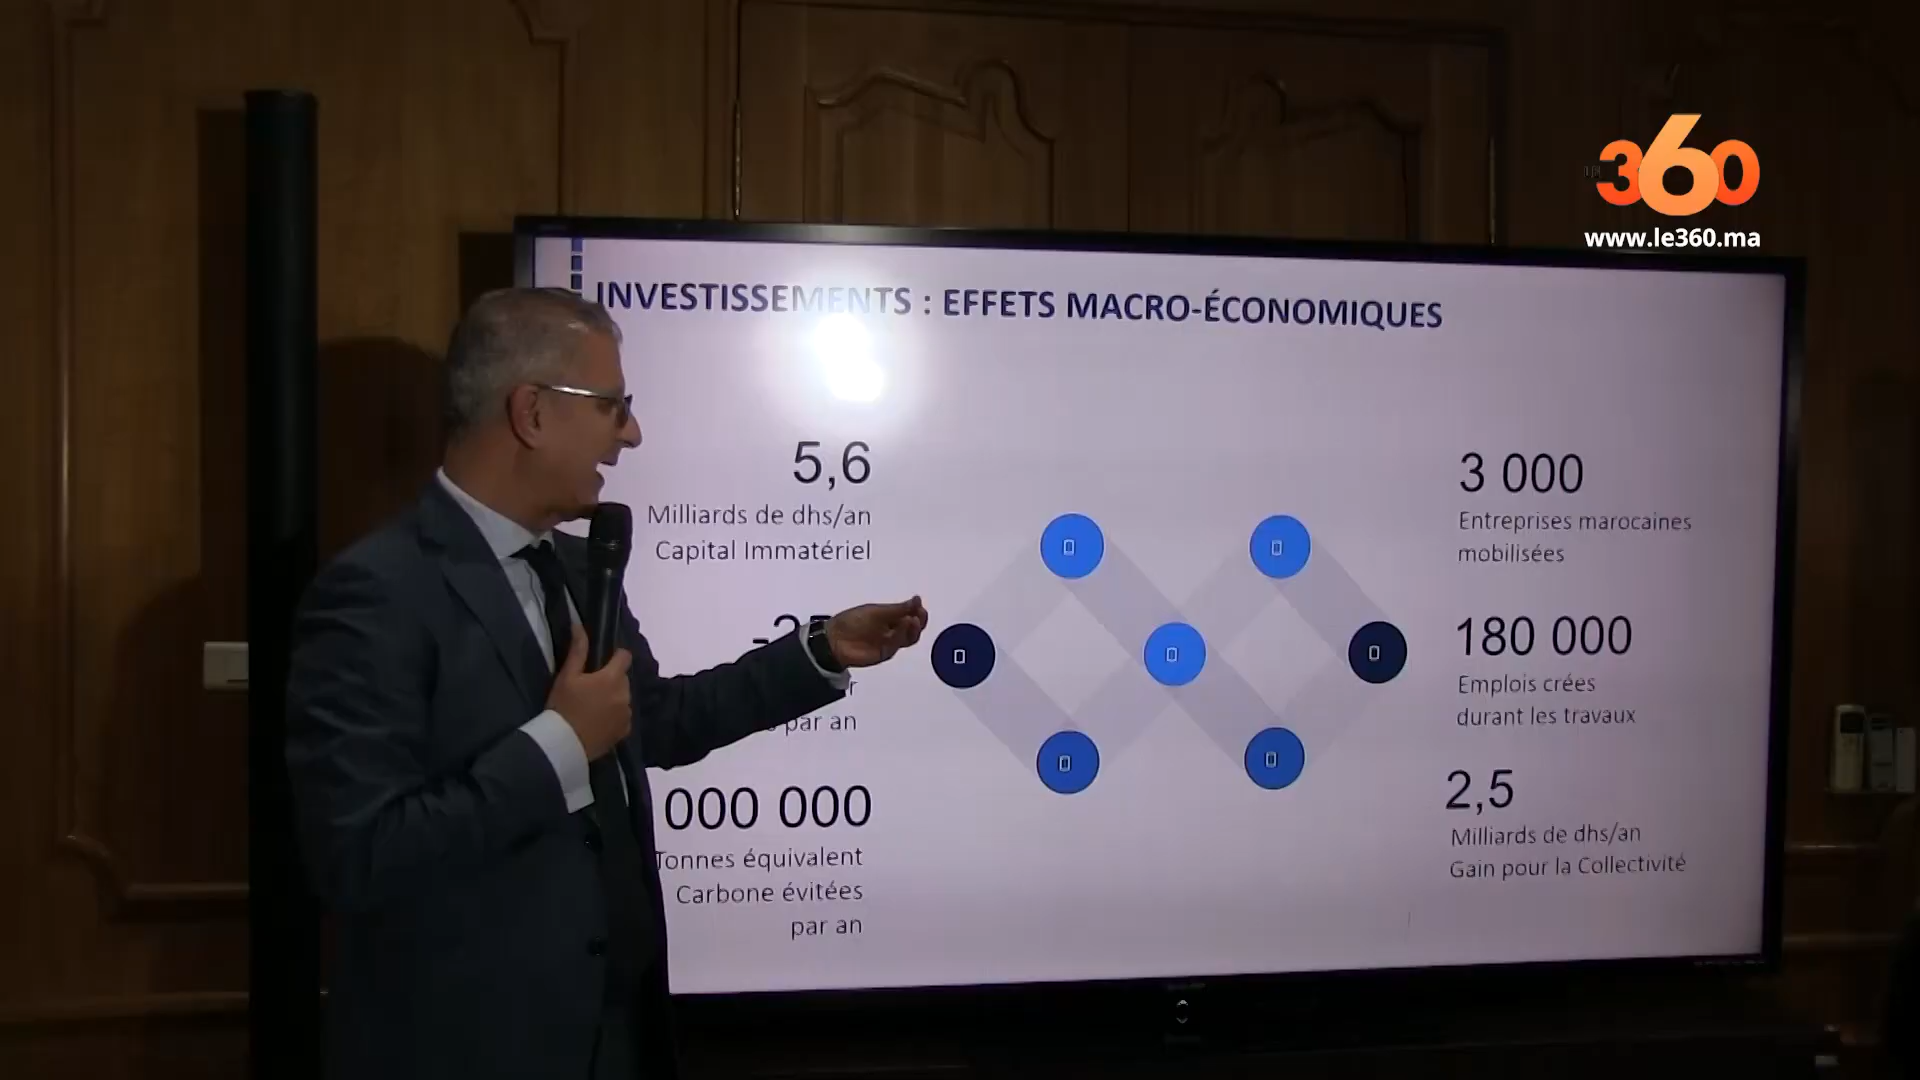 LE
360
www.le360.ma
INVESTISSEMENTS : EFFETS MACRO-ÉCONOMIQUES
5,6
Milliards de dhs/an
Capital Immatériel
par an
000 000
Tonnes équivalent
Carbone évitées
par an
3 000
Entreprises marocaines
mobilisées
180 000
Emplois crées
durant les travaux
2,5
Milliards de dhs/an
Gain pour la Collectivité